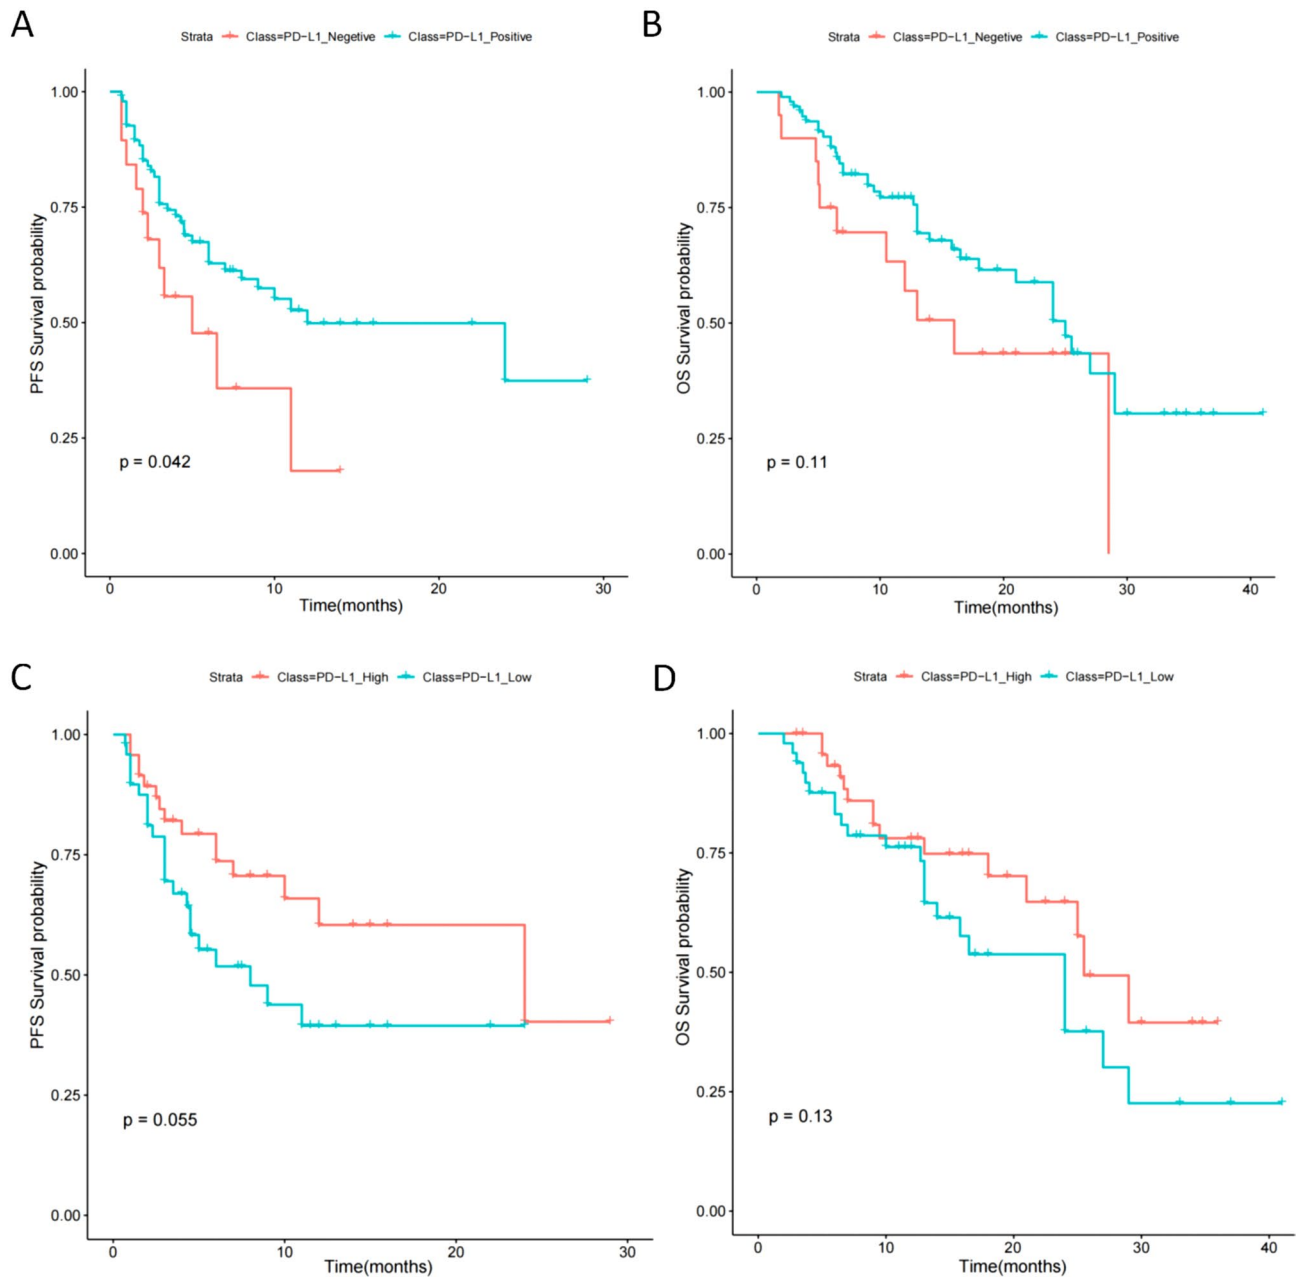 A
Strata Class=PD-L1_Negetive Class=PD-L1_Positive
1.00
0.75
0.50
0.25
0.00
PFS Survival probability
p = 0.042
0 10 20 30
Time(months)
B
Strata Class=PD-L1_Negetive Class=PD-L1_Positive
1.00
0.75
0.50
0.25
0.00
OS Survival probability
p = 0.11
0 10 20 30 40
Time(months)
C
Strata Class=PD-L1_High Class=PD-L1_Low
1.00
0.75
0.50
0.25
0.00
PFS Survival probability
p = 0.055
0 10 20 30
Time(months)
D
Strata Class=PD-L1_High Class=PD-L1_Low
1.00
0.75
0.50
0.25
0.00
OS Survival probability
p = 0.13
0 10 20 30 40
Time(months)